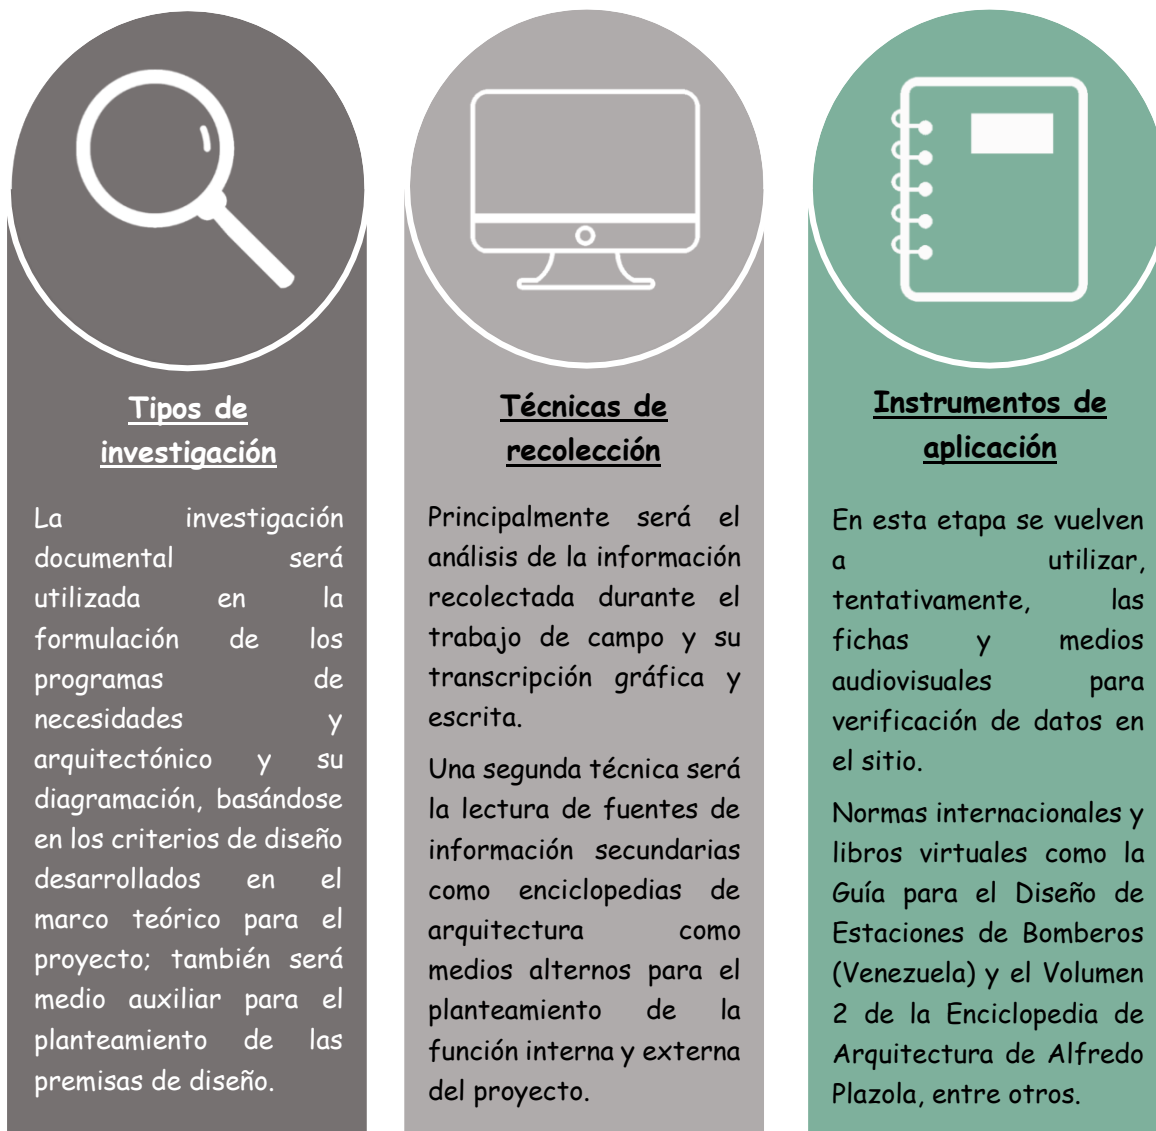 Tipos de
investigación
La investigación
documental será
utilizada en la
formulación de los
programas de
necesidades y
arquitectónico y su
diagramación, basándose
en los criterios de diseño
desarrollados en el
marco teórico para el
proyecto; también será
medio auxiliar para el
planteamiento de las
premisas de diseño.
Técnicas de
recolección
Principalmente será el
análisis de la información
recolectada durante el
trabajo de campo y su
transcripción gráfica y
escrita.
Una segunda técnica será
la lectura de fuentes de
información secundarias
como enciclopedias de
arquitectura como
medios alternos para el
planteamiento de la
función interna y externa
del proyecto.
Instrumentos de
aplicación
En esta etapa se vuelven
a utilizar,
tentativamente, las
fichas y medios
audiovisuales para
verificación de datos en
el sitio.
Normas internacionales y
libros virtuales como la
Guía para el Diseño de
Estaciones de Bomberos
(Venezuela) y el Volumen
2 de la Enciclopedia de
Arquitectura de Alfredo
Plazola, entre otros.